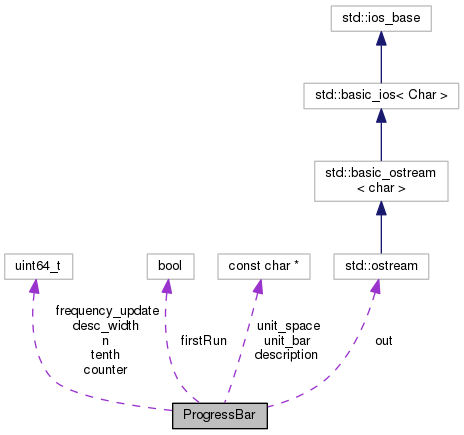 std::ios_base
std::basic_ios< Char >
std::basic_ostream
< char >
uint64_t
bool
const char *
std::ostream
frequency_update
desc_width
n
tenth
counter
firstRun
unit_space
unit_bar
description
out
ProgressBar